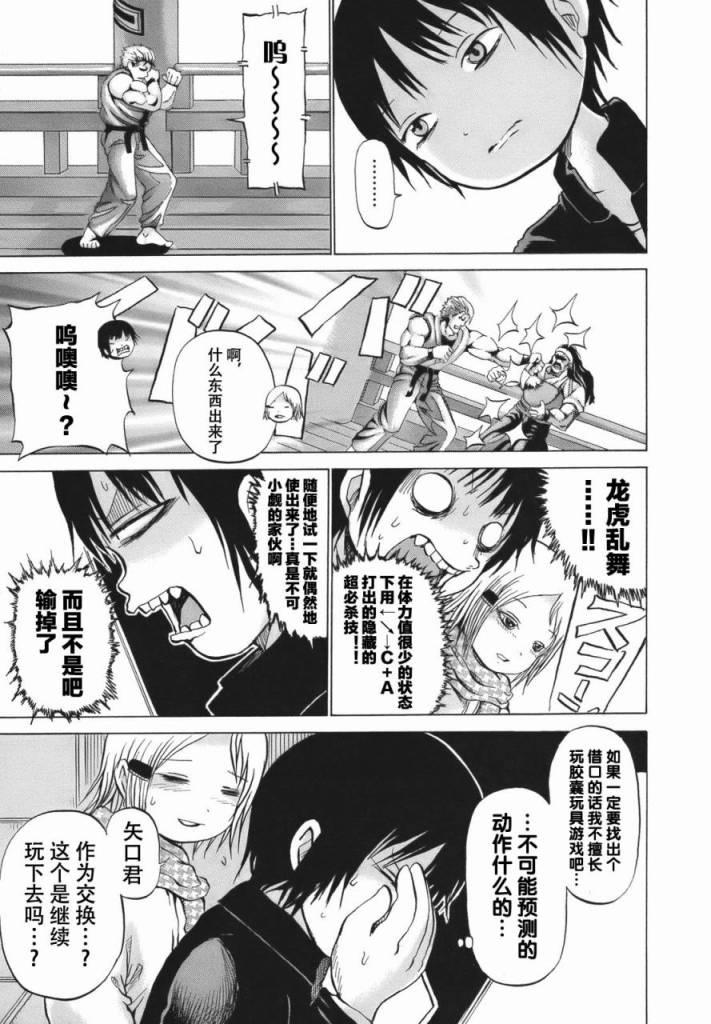 ……
呜～～～～
啊，
什么东西出来了
呜噢噢～？
龙虎乱舞
……!!
在体力值很少的状态
下用←↘↓C+A
打出的隐藏的
超必杀技!!
スコー
随便地试一下就偶然地
使出来了…真是不可
小觑的家伙啊
而且不是吧
输掉了
如果一定要找出个
借口的话我不擅长
玩胶囊玩具游戏吧…
…不可能预测的
动作什么的…
矢口君
作为交换…?
这个是继续
玩下去吗…?